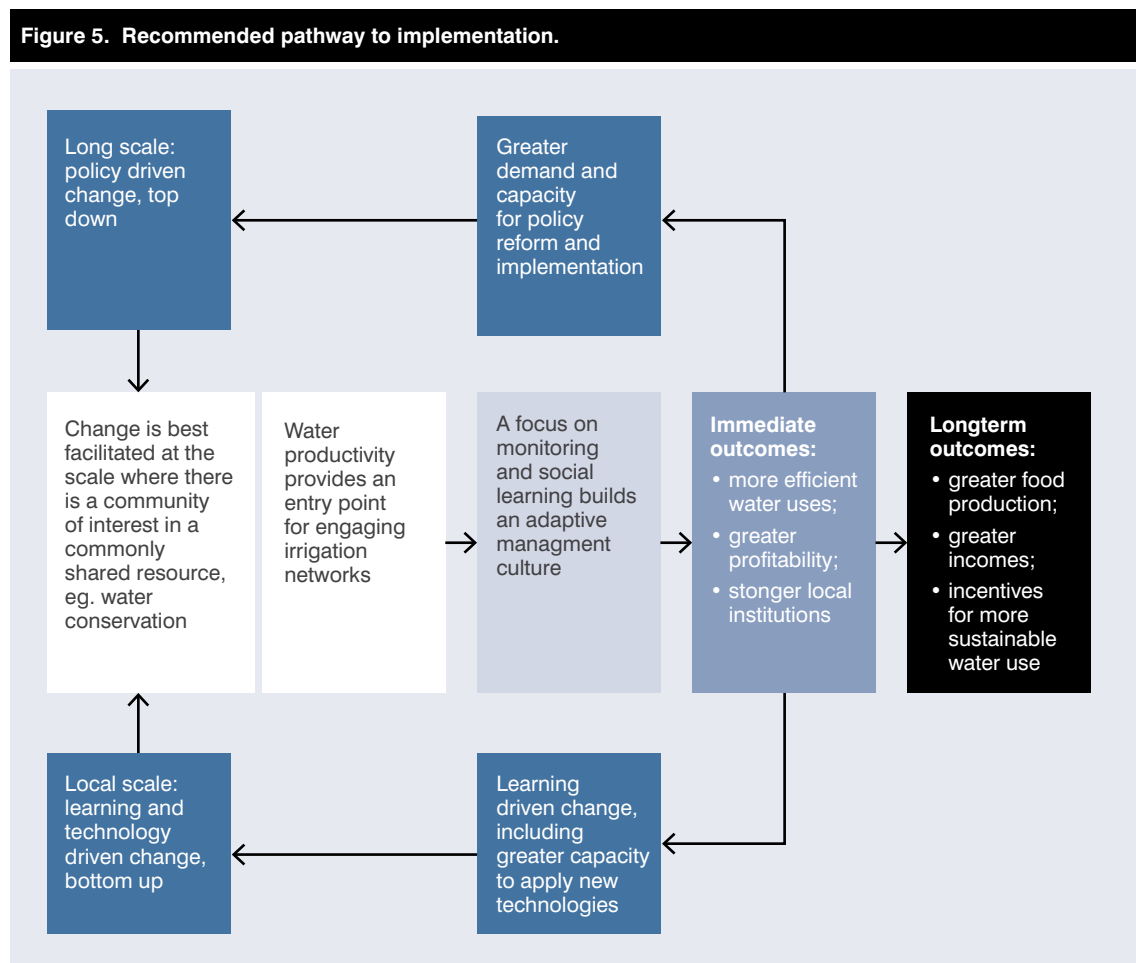 Figure 5. Recommended pathway to implementation.
Long scale:
policy driven
change, top
down
Greater
demand and
capacity
for policy
reform and
implementation
Change is best
facilitated at the
scale where there
is a community
of interest in a
commonly
shared resource,
eg. water
conservation
Water
productivity
provides an
entry point
for engaging
irrigation
networks
A focus on
monitoring
and social
learning builds
an adaptive
managment
culture
Immediate
outcomes:
• more efficient
water uses;
• greater
profitability;
• stonger local
institutions
Longterm
outcomes:
• greater food
production;
• greater
incomes;
• incentives
for more
sustainable
water use
Local scale:
learning and
technology
driven change,
bottom up
Learning
driven change,
including
greater capacity
to apply new
technologies